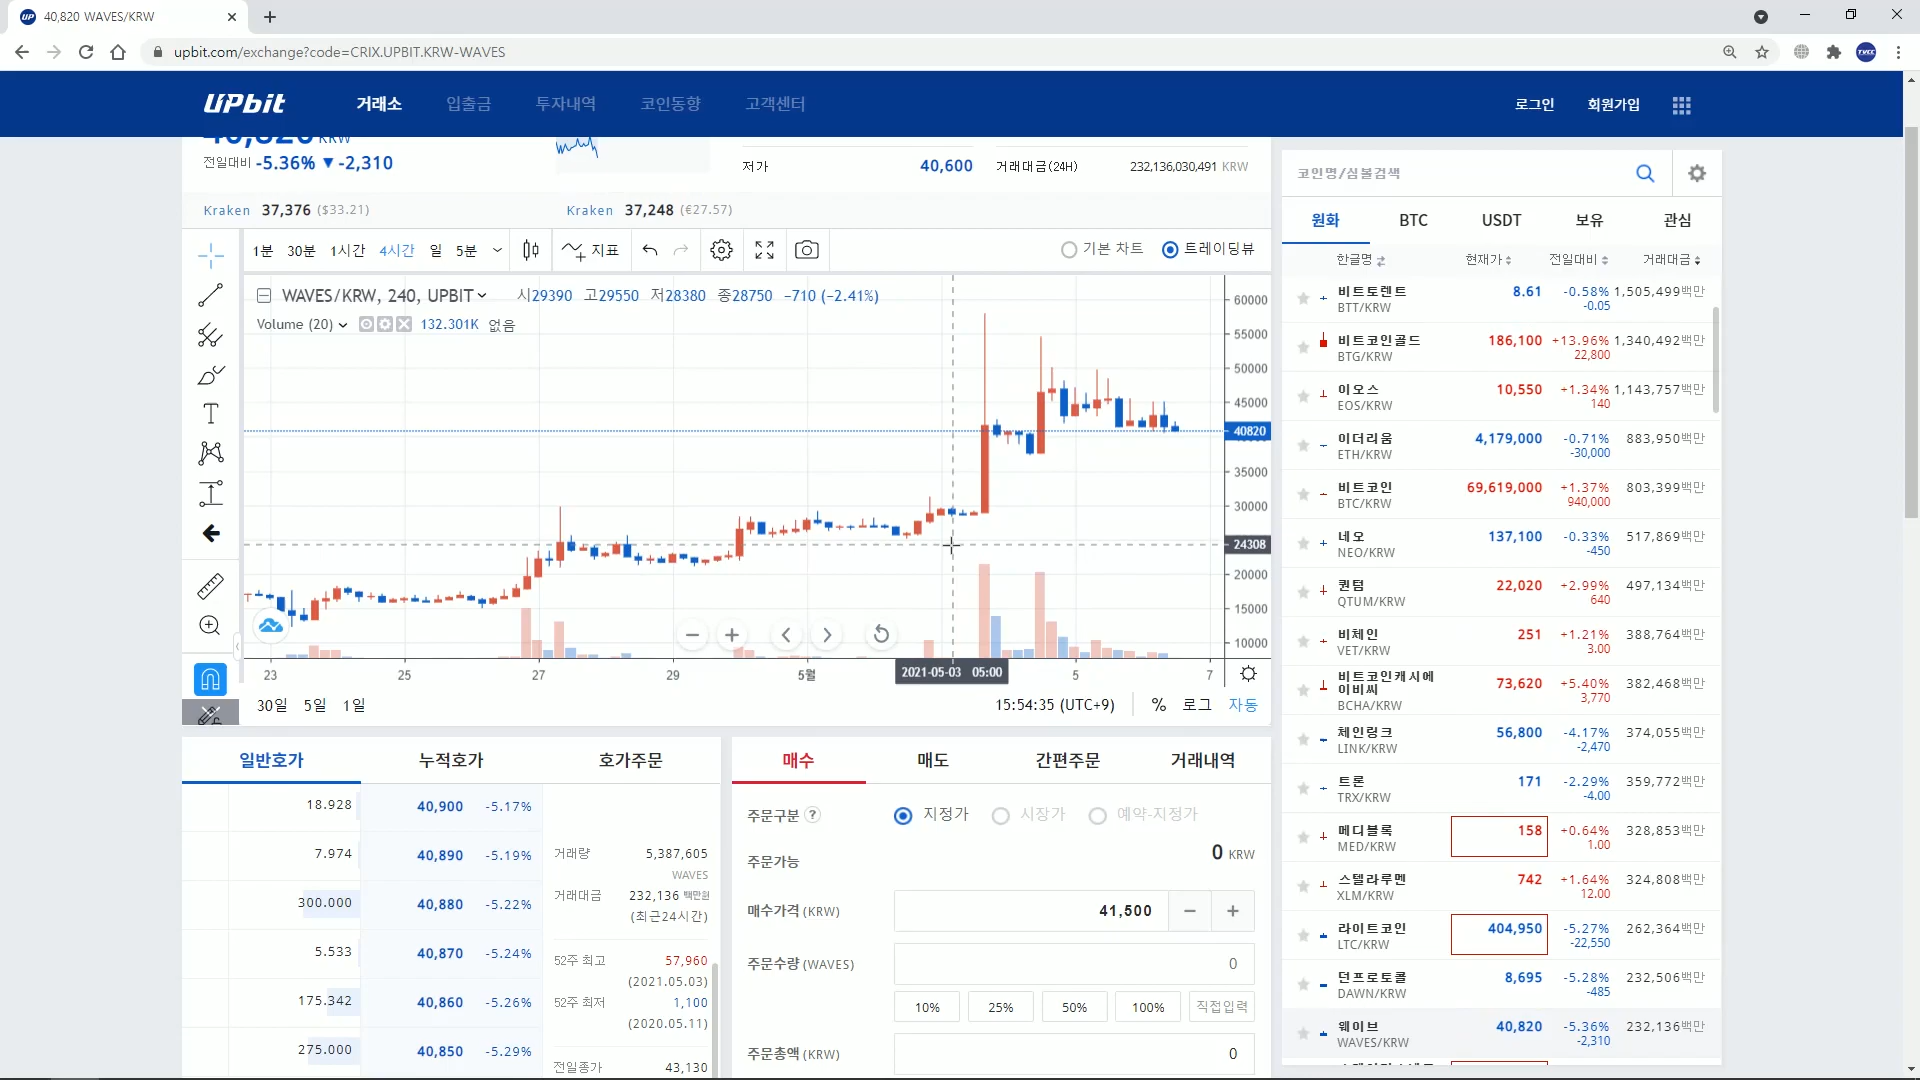 40,820 WAVES/KRW
upbit.com/exchange?code=CRIX.UPBIT.KRW-WAVES
UPbit 거래소 입출금 투자내역 코인동향 고객센터 로그인 회원가입
40,820 KRW
전일대비 -5.36% ▼ -2,310
저가 40,600 거래대금(24H) 232,136,030,491 KRW
Kraken 37,376 ($33.21) Kraken 37,248 (€27.57)
1분 30분 1시간 4시간 일 5분 지표 기본 차트 트레이딩뷰
WAVES/KRW, 240, UPBIT 시29390 고29550 저28380 종28750 -710 (-2.41%)
Volume (20) 132.301K 없음
60000
55000
50000
45000
40820
35000
30000
24308
20000
15000
10000
23 25 27 29 5월 2021-05-03 05:00 5 7
30일 5일 1일 15:54:35 (UTC+9) % 로그 자동
일반호가 누적호가 호가주문
18.928 40,900 -5.17%
7.974 40,890 -5.19%
300.000 40,880 -5.22%
5.533 40,870 -5.24%
175.342 40,860 -5.26%
275.000 40,850 -5.29%
거래량 5,387,605
WAVES
거래대금 232,136 백만원
(최근24시간)
52주 최고 57,960
(2021.05.03)
52주 최저 1,100
(2020.05.11)
전일종가 43,130
매수 매도 간편주문 거래내역
주문구분 ? 지정가 시장가 예약-지정가
주문가능 0 KRW
매수가격 (KRW) 41,500 − +
주문수량 (WAVES) 0
10% 25% 50% 100% 직접입력
주문총액 (KRW) 0
코인명/심볼검색
원화 BTC USDT 보유 관심
한글명 현재가 전일대비 거래대금
비트토렌트 8.61 -0.58% 1,505,499백만
BTT/KRW -0.05
비트코인골드 186,100 +13.96% 1,340,492백만
BTG/KRW 22,800
이오스 10,550 +1.34% 1,143,757백만
EOS/KRW 140
이더리움 4,179,000 -0.71% 883,950백만
ETH/KRW -30,000
비트코인 69,619,000 +1.37% 803,399백만
BTC/KRW 940,000
네오 137,100 -0.33% 517,869백만
NEO/KRW -450
퀀텀 22,020 +2.99% 497,134백만
QTUM/KRW 640
비체인 251 +1.21% 388,764백만
VET/KRW 3.00
비트코인캐시에
이비씨 73,620 +5.40% 382,468백만
BCHA/KRW 3,770
체인링크 56,800 -4.17% 374,055백만
LINK/KRW -2,470
트론 171 -2.29% 359,772백만
TRX/KRW -4.00
메디블록 158 +0.64% 328,853백만
MED/KRW 1.00
스텔라루멘 742 +1.64% 324,808백만
XLM/KRW 12.00
라이트코인 404,950 -5.27% 262,364백만
LTC/KRW -22,550
던프로토콜 8,695 -5.28% 232,506백만
DAWN/KRW -485
웨이브 40,820 -5.36% 232,136백만
WAVES/KRW -2,310